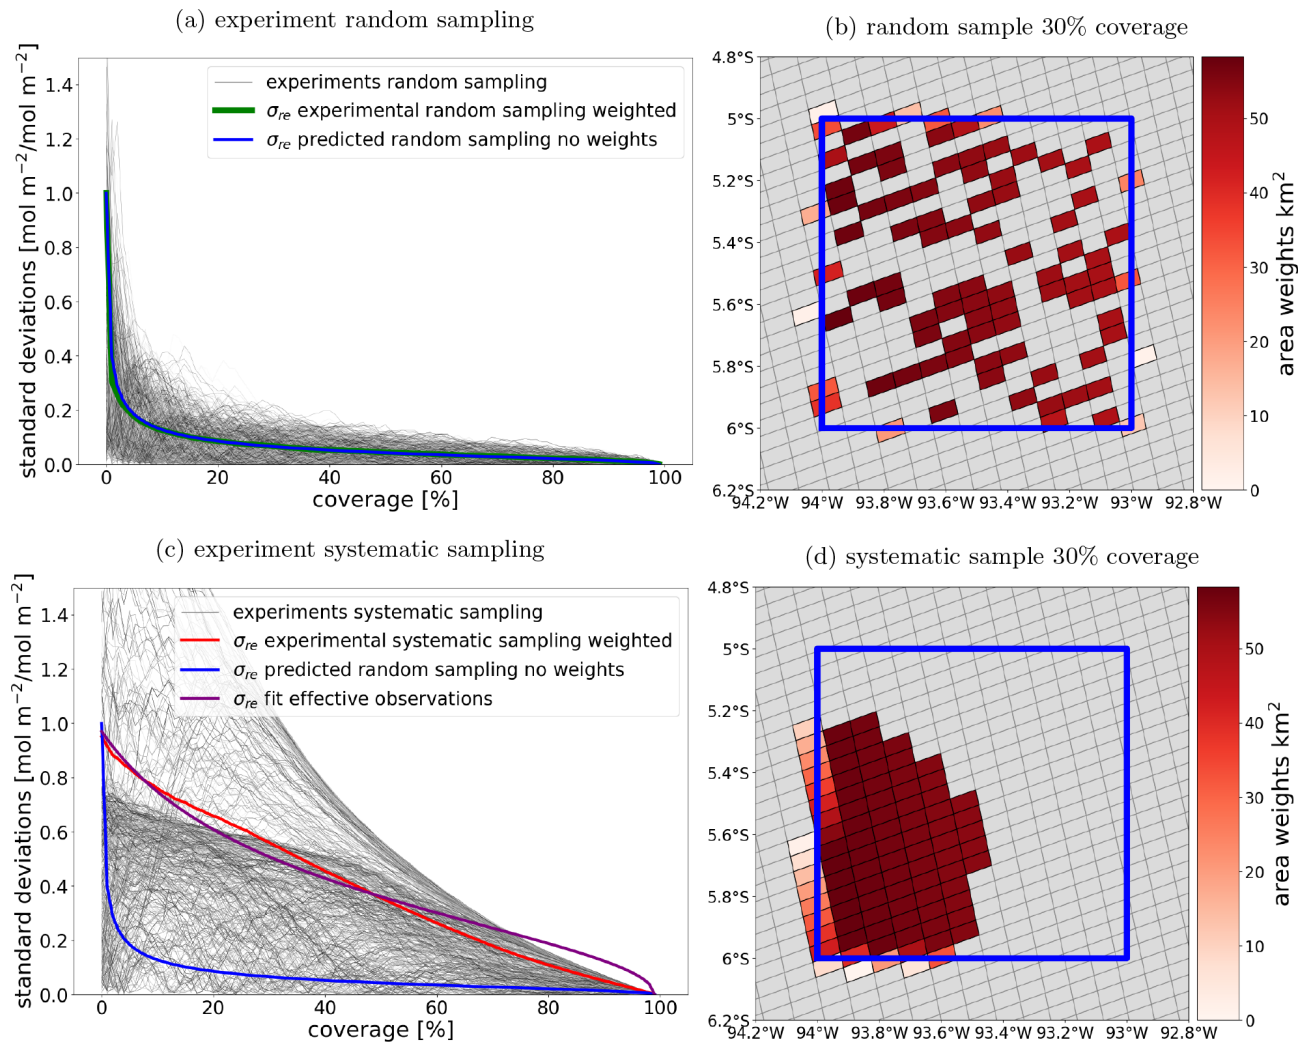 (a) experiment random sampling
standard deviations [mol m⁻²/mol m⁻²]
1.4
1.2
1.0
0.8
0.6
0.4
0.2
0.0
experiments random sampling
σ_re experimental random sampling weighted
σ_re predicted random sampling no weights
0 20 40 60 80 100
coverage [%]
(b) random sample 30% coverage
4.8°S
5°S
5.2°S
5.4°S
5.6°S
5.8°S
6°S
6.2°S
94.2°W 94°W 93.8°W 93.6°W 93.4°W 93.2°W 93°W 92.8°W
50
40
30
20
10
0
area weights km²
(c) experiment systematic sampling
standard deviations [mol m⁻²/mol m⁻²]
1.4
1.2
1.0
0.8
0.6
0.4
0.2
0.0
experiments systematic sampling
σ_re experimental systematic sampling weighted
σ_re predicted random sampling no weights
σ_re fit effective observations
0 20 40 60 80 100
coverage [%]
(d) systematic sample 30% coverage
4.8°S
5°S
5.2°S
5.4°S
5.6°S
5.8°S
6°S
6.2°S
94.2°W 94°W 93.8°W 93.6°W 93.4°W 93.2°W 93°W 92.8°W
50
40
30
20
10
0
area weights km²